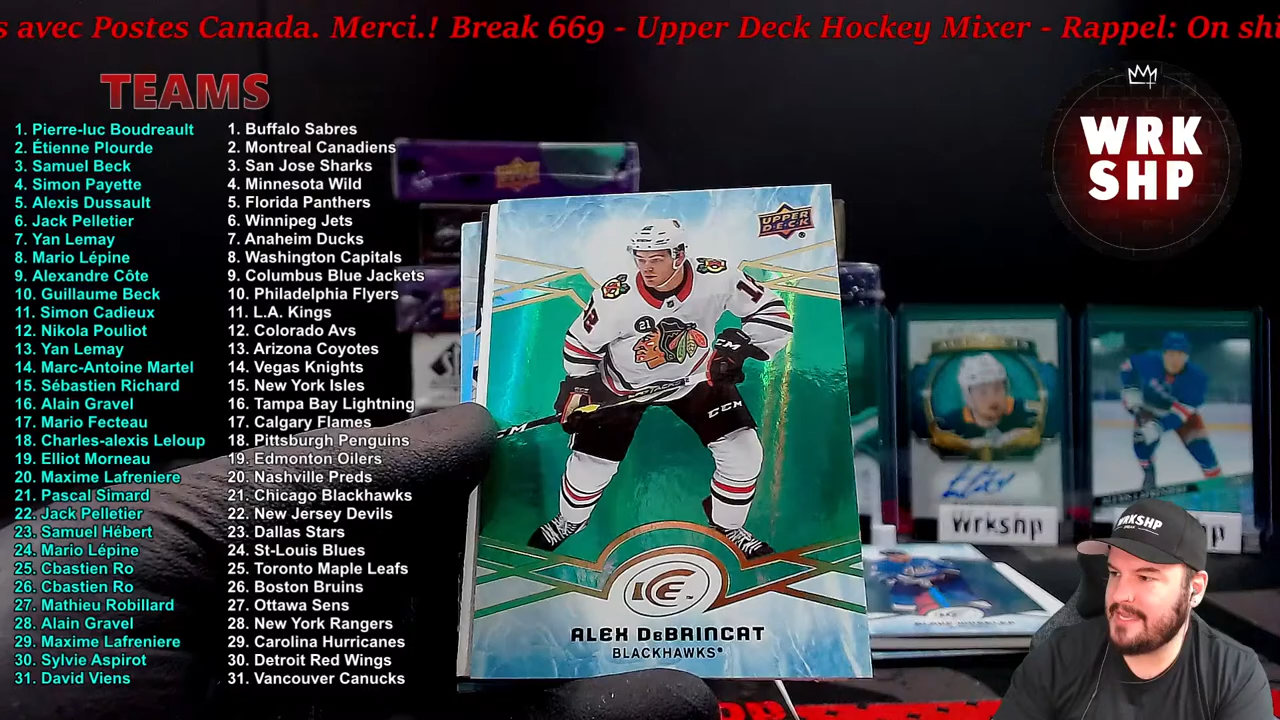 s avec Postes Canada. Merci.! Break 669 - Upper Deck Hockey Mixer - Rappel: On shi
TEAMS
1. Pierre-luc Boudreault
2. Étienne Plourde
3. Samuel Beck
4. Simon Payette
5. Alexis Dussault
6. Jack Pelletier
7. Yan Lemay
8. Mario Lépine
9. Alexandre Côte
10. Guillaume Beck
11. Simon Cadieux
12. Nikola Pouliot
13. Yan Lemay
14. Marc-Antoine Martel
15. Sébastien Richard
16. Alain Gravel
17. Mario Fecteau
18. Charles-alexis Leloup
19. Elliot Morneau
20. Maxime Lafreniere
21. Pascal Simard
22. Jack Pelletier
23. Samuel Hébert
24. Mario Lépine
25. Cbastien Ro
26. Cbastien Ro
27. Mathieu Robillard
28. Alain Gravel
29. Maxime Lafreniere
30. Sylvie Aspirot
31. David Viens
1. Buffalo Sabres
2. Montreal Canadiens
3. San Jose Sharks
4. Minnesota Wild
5. Florida Panthers
6. Winnipeg Jets
7. Anaheim Ducks
8. Washington Capitals
9. Columbus Blue Jackets
10. Philadelphia Flyers
11. L.A. Kings
12. Colorado Avs
13. Arizona Coyotes
14. Vegas Knights
15. New York Isles
16. Tampa Bay Lightning
17. Calgary Flames
18. Pittsburgh Penguins
19. Edmonton Oilers
20. Nashville Preds
21. Chicago Blackhawks
22. New Jersey Devils
23. Dallas Stars
24. St-Louis Blues
25. Toronto Maple Leafs
26. Boston Bruins
27. Ottawa Sens
28. New York Rangers
29. Carolina Hurricanes
30. Detroit Red Wings
31. Vancouver Canucks
UPPER
DECK
12
21
CCM
CCM
ICE
ALEX DeBRINCAT
BLACKHAWKS
WRK
SHP
Wrkshp
WRKSHP